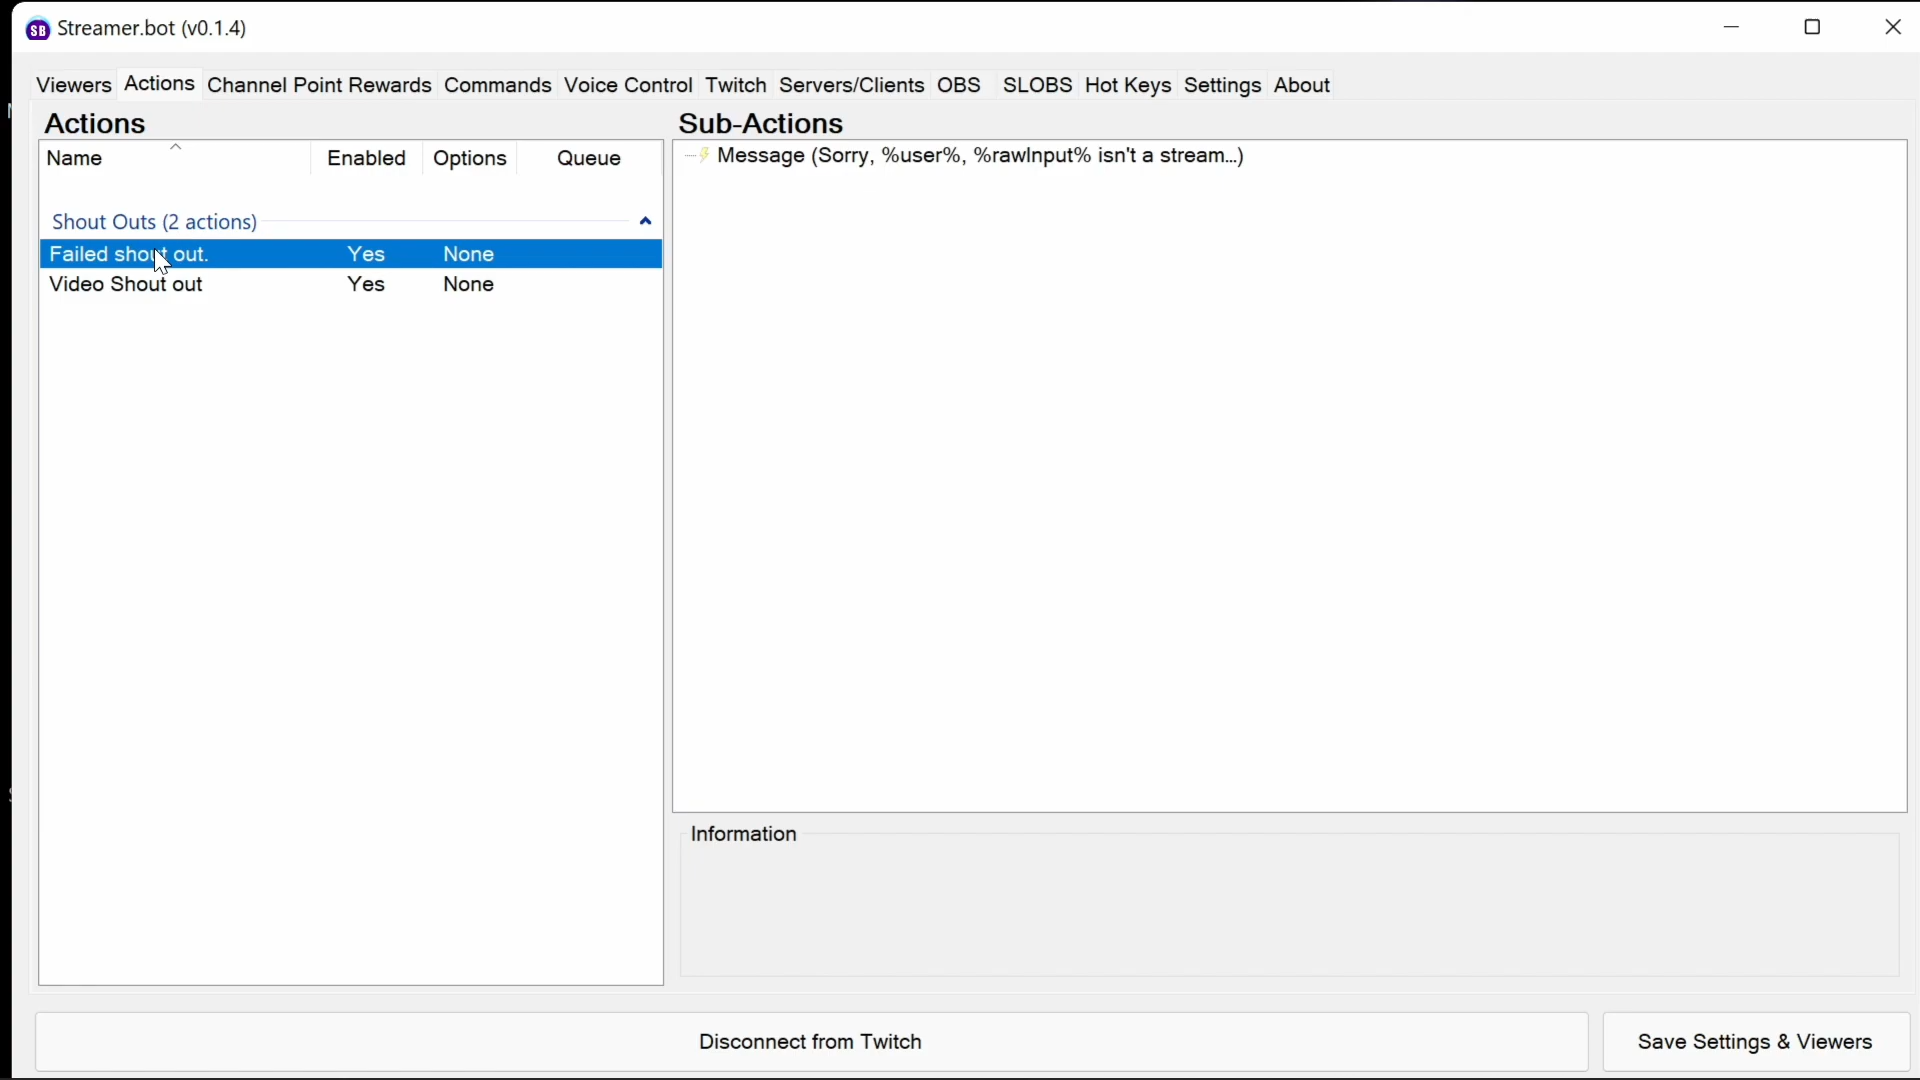 SB Streamer.bot (v0.1.4)
Viewers Actions Channel Point Rewards Commands Voice Control Twitch Servers/Clients OBS SLOBS Hot Keys Settings About
Actions
Name Enabled Options Queue
Shout Outs (2 actions)
Failed shout out. Yes None
Video Shout out Yes None
Sub-Actions
Message (Sorry, %user%, %rawInput% isn't a stream...)
Information
Disconnect from Twitch
Save Settings & Viewers